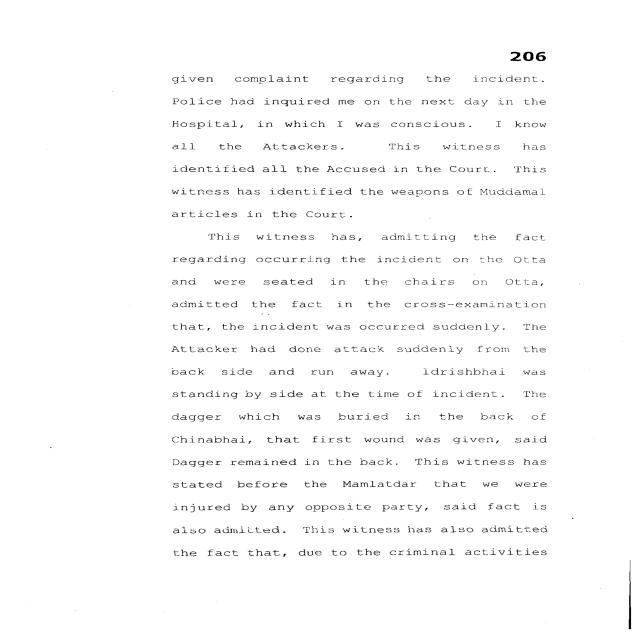 206
given complaint regarding the incident.
Police had inquired me on the next day in the
Hospital, in which I was conscious. I know
all the Attackers. This witness has
identified all the Accused in the Court. This
witness has identified the weapons of Muddamal
articles in the Court.
This witness has, admitting the fact
regarding occurring the incident on the Otta
and were seated in the chairs on Otta,
admitted the fact in the cross-examination
that, the incident was occurred suddenly. The
Attacker had done attack suddenly from the
back side and run away. Idrishbhai was
standing by side at the time of incident. The
dagger which was buried in the back of
Chinabhai, that first wound was given, said
Dagger remained in the back. This witness has
stated before the Mamlatdar that we were
injured by any opposite party, said fact is
also admitted. This witness has also admitted
the fact that, due to the criminal activities